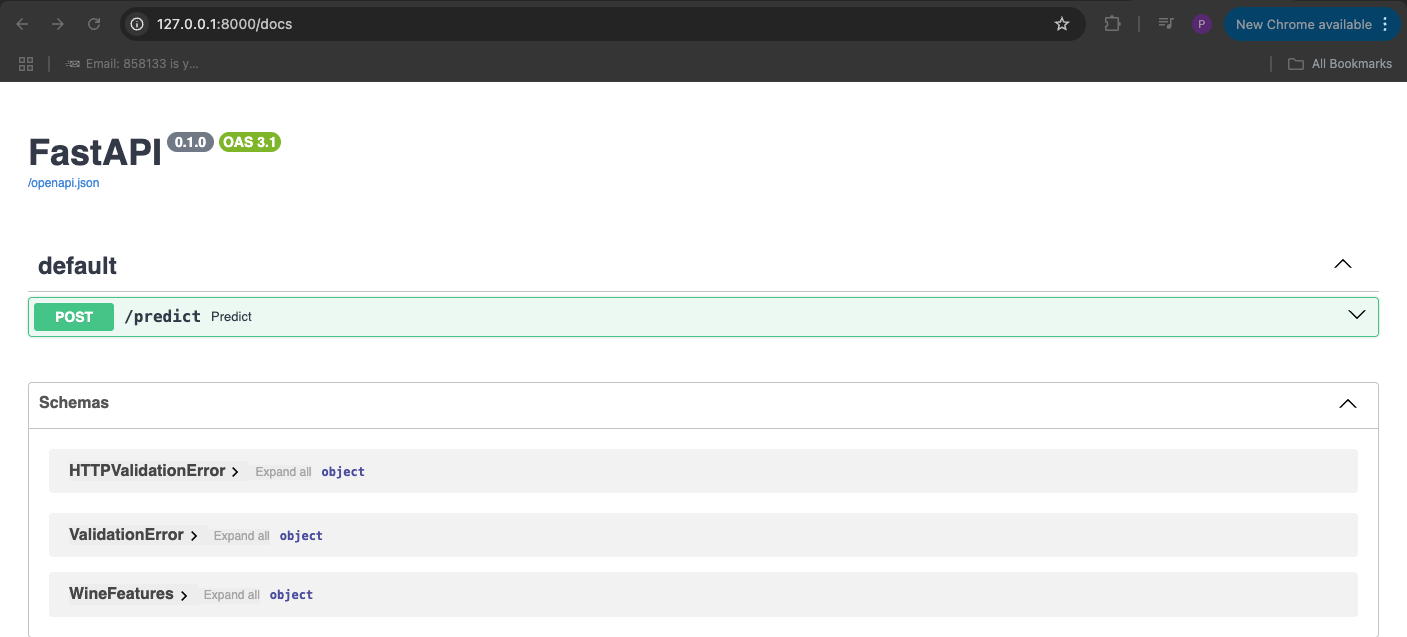 127.0.0.1:8000/docs
P
New Chrome available
Email: 858133 is y...
All Bookmarks
FastAPI 0.1.0 OAS 3.1
/openapi.json
default
POST /predict Predict
Schemas
HTTPValidationError Expand all object
ValidationError Expand all object
WineFeatures Expand all object